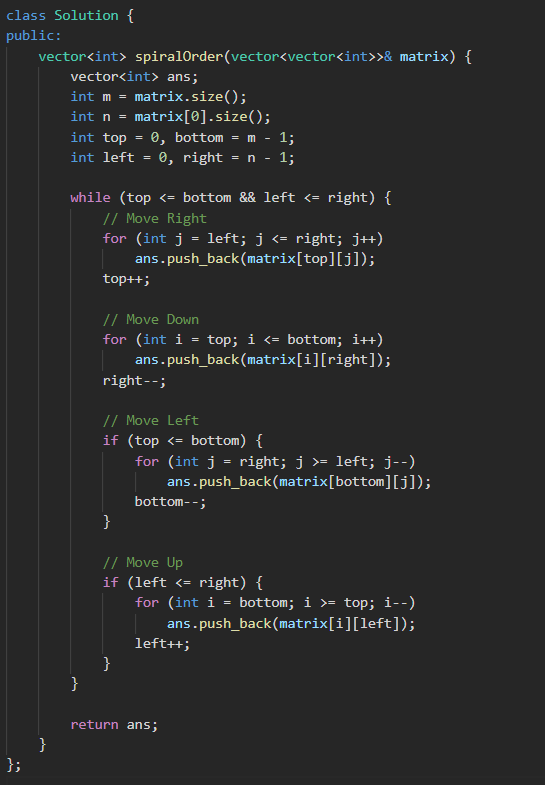 class Solution {
public:
    vector<int> spiralOrder(vector<vector<int>>& matrix) {
        vector<int> ans;
        int m = matrix.size();
        int n = matrix[0].size();
        int top = 0, bottom = m - 1;
        int left = 0, right = n - 1;

        while (top <= bottom && left <= right) {
            // Move Right
            for (int j = left; j <= right; j++)
                ans.push_back(matrix[top][j]);
            top++;

            // Move Down
            for (int i = top; i <= bottom; i++)
                ans.push_back(matrix[i][right]);
            right--;

            // Move Left
            if (top <= bottom) {
                for (int j = right; j >= left; j--)
                    ans.push_back(matrix[bottom][j]);
                bottom--;
            }

            // Move Up
            if (left <= right) {
                for (int i = bottom; i >= top; i--)
                    ans.push_back(matrix[i][left]);
                left++;
            }
        }

        return ans;
    }
};